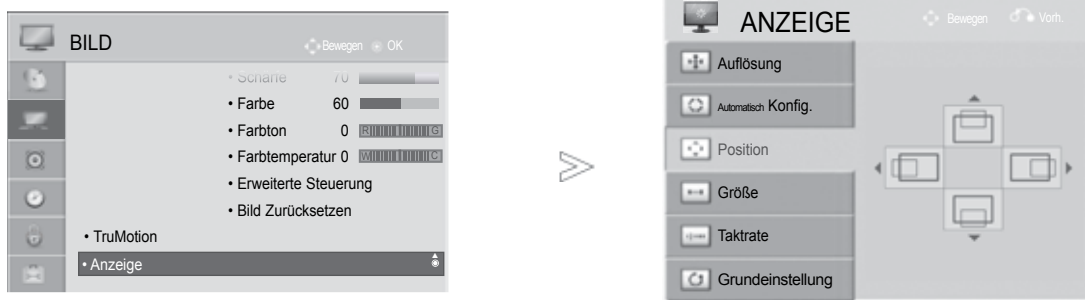 BILD
Bewegen OK
• Schärfe 70
• Farbe 60
• Farbton 0 R G
• Farbtemperatur 0 W C
• Erweiterte Steuerung
• Bild Zurücksetzen
• TruMotion
• Anzeige
ANZEIGE
Bewegen Vorh.
Auflösung
Automatisch Konfig.
Position
Größe
Taktrate
Grundeinstellung